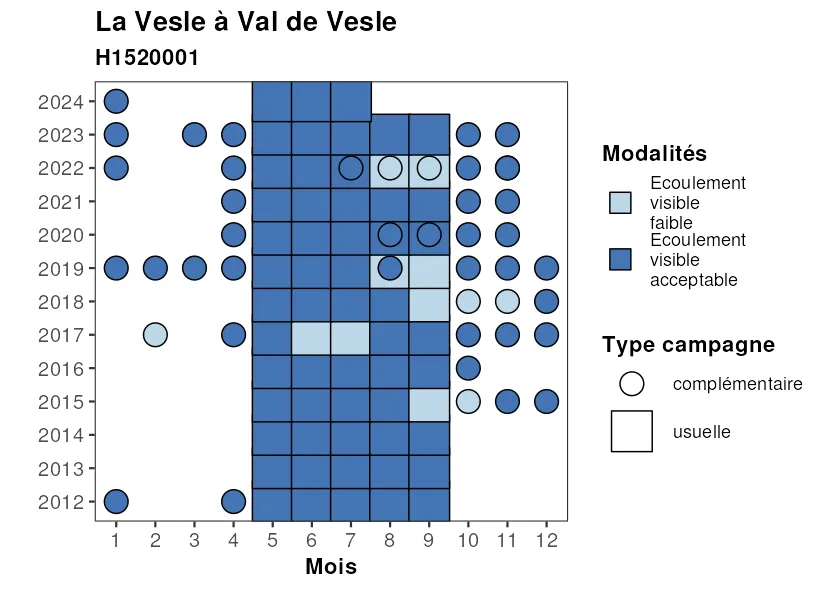 La Vesle à Val de Vesle
H1520001
2024
2023
2022
2021
2020
2019
2018
2017
2016
2015
2014
2013
2012
1 2 3 4 5 6 7 8 9 10 11 12
Mois
Modalités
Ecoulement
visible
faible
Ecoulement
visible
acceptable
Type campagne
complémentaire
usuelle